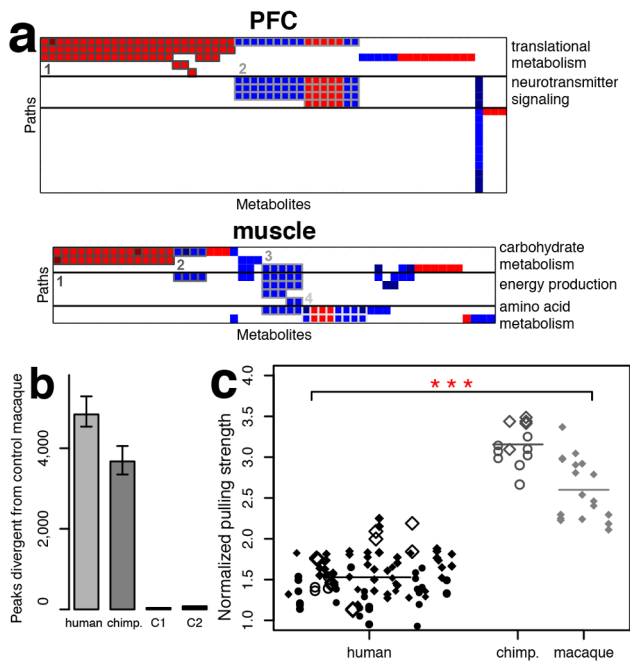 a
PFC
translational
metabolism
neurotransmitter
signaling
1
2
Paths
Metabolites
muscle
carbohydrate
metabolism
energy production
amino acid
metabolism
1
2
3
4
Paths
Metabolites
b
Peaks divergent from control macaque
4,000
2,000
0
human
chimp.
C1
C2
c
Normalized pulling strength
4.0
3.5
3.0
2.5
2.0
1.5
1.0
* * *
human
chimp.
macaque